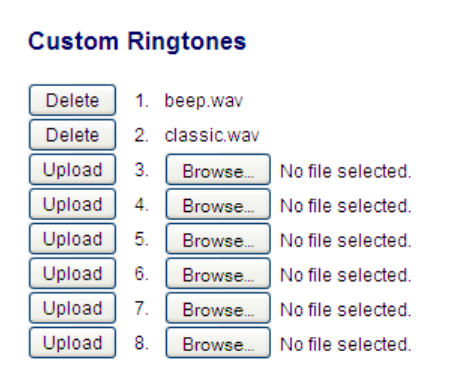 Custom Ringtones
Delete 1. beep.wav
Delete 2. classic.wav
Upload 3. Browse... No file selected.
Upload 4. Browse... No file selected.
Upload 5. Browse... No file selected.
Upload 6. Browse... No file selected.
Upload 7. Browse... No file selected.
Upload 8. Browse... No file selected.